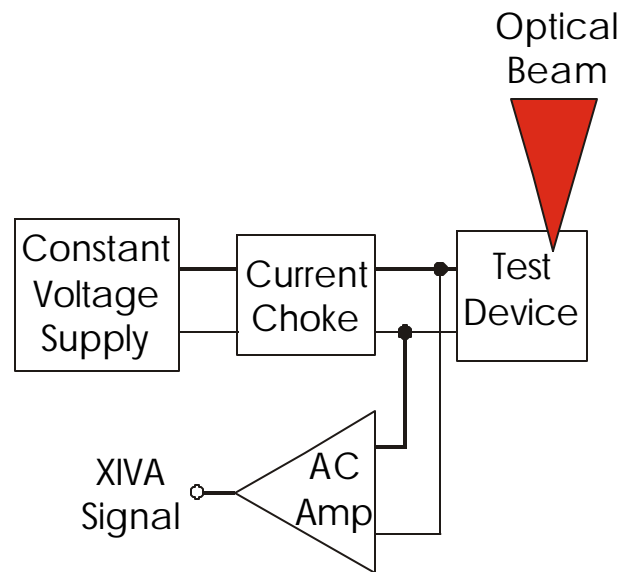 Optical
Beam
Constant
Voltage
Supply
Current
Choke
Test
Device
XIVA
Signal
AC
Amp